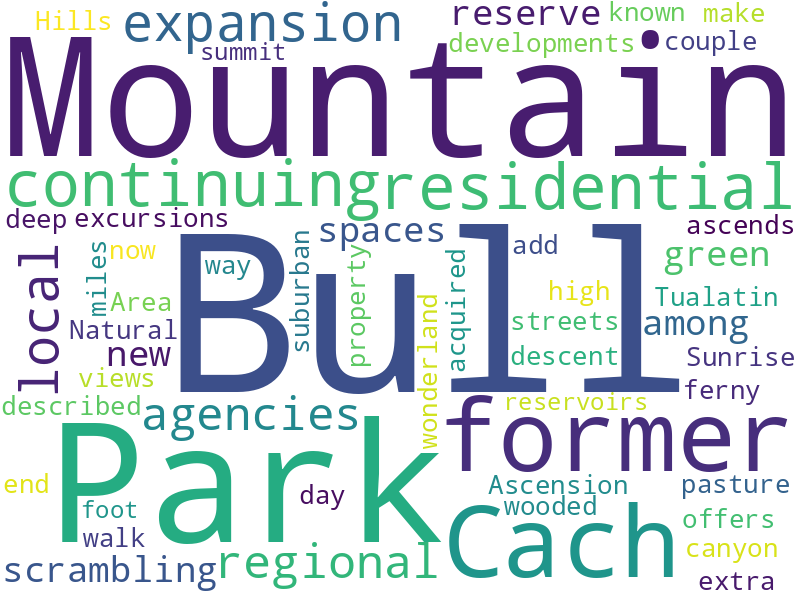 Hills
expansion
reserve
known
make
summit
developments
couple
Mountain
continuing
residential
deep
excursions
spaces
ascends
local
miles
now
way
suburban
property
Bull
acquired
add
green
Area
high
Tualatin
Natural
streets
among
new
wonderland
descent
Sunrise
views
ferny
described
agencies
reservoirs
former
Park
end
day
Cach
Ascension
pasture
foot
wooded
offers
walk
canyon
scrambling
regional
extra